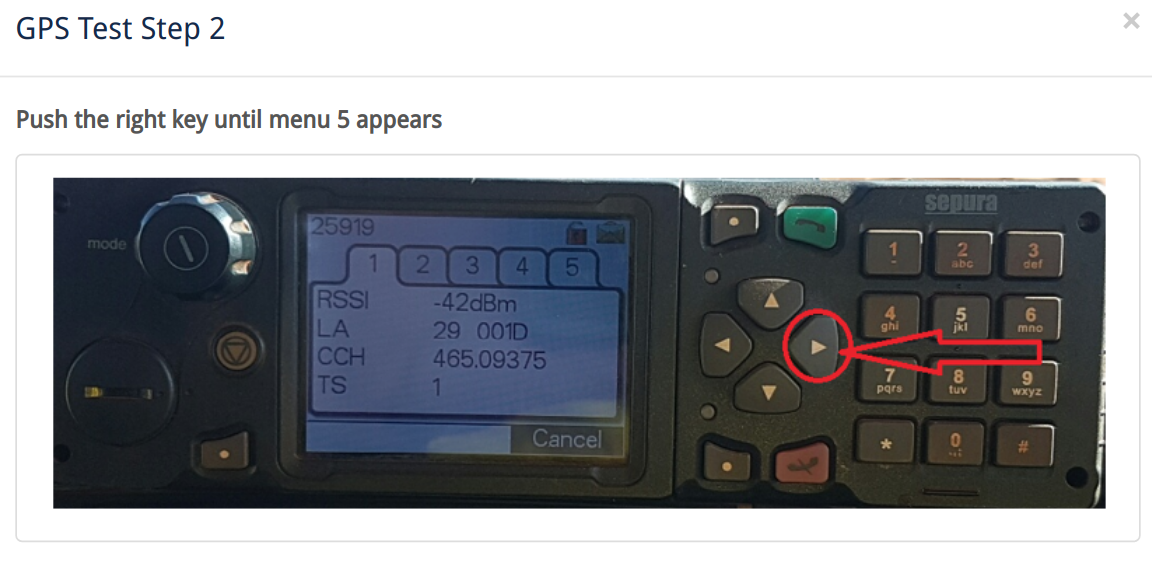 GPS Test Step 2
×
Push the right key until menu 5 appears
sepura
25919
mode
1 2 3 4 5
RSSI -42dBm
LA 29 001D
CCH 465.09375
TS 1
Cancel
1
2 abc
3 def
4 ghi
5 jkl
6 mno
7 pqrs
8 tuv
9 wxyz
*
0
#